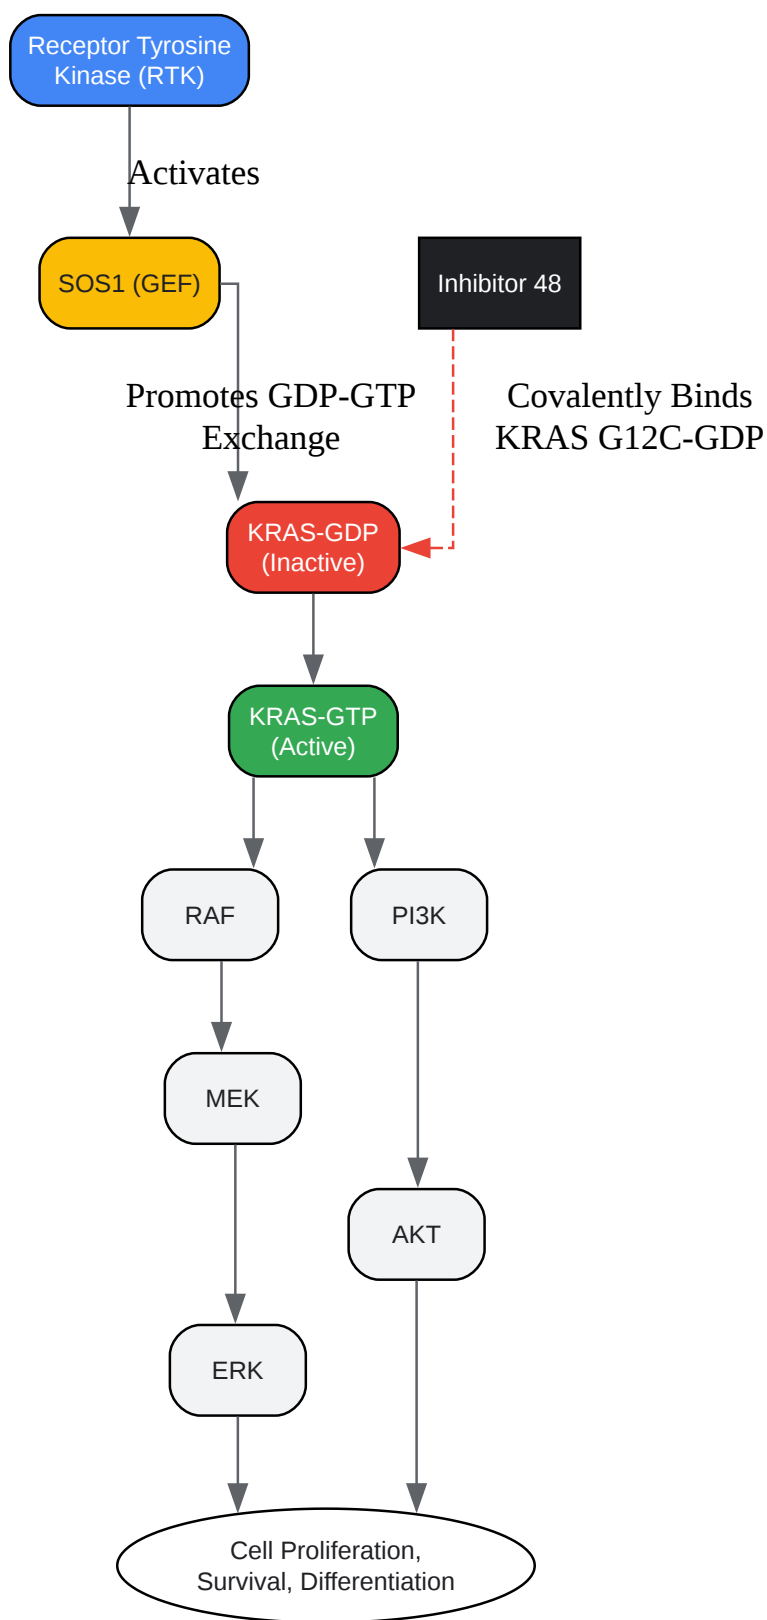 Receptor Tyrosine
Kinase (RTK)
Activates
SOS1 (GEF)
Inhibitor 48
Promotes GDP-GTP
Exchange
Covalently Binds
KRAS G12C-GDP
KRAS-GDP
(Inactive)
KRAS-GTP
(Active)
RAF
PI3K
MEK
AKT
ERK
Cell Proliferation,
Survival, Differentiation